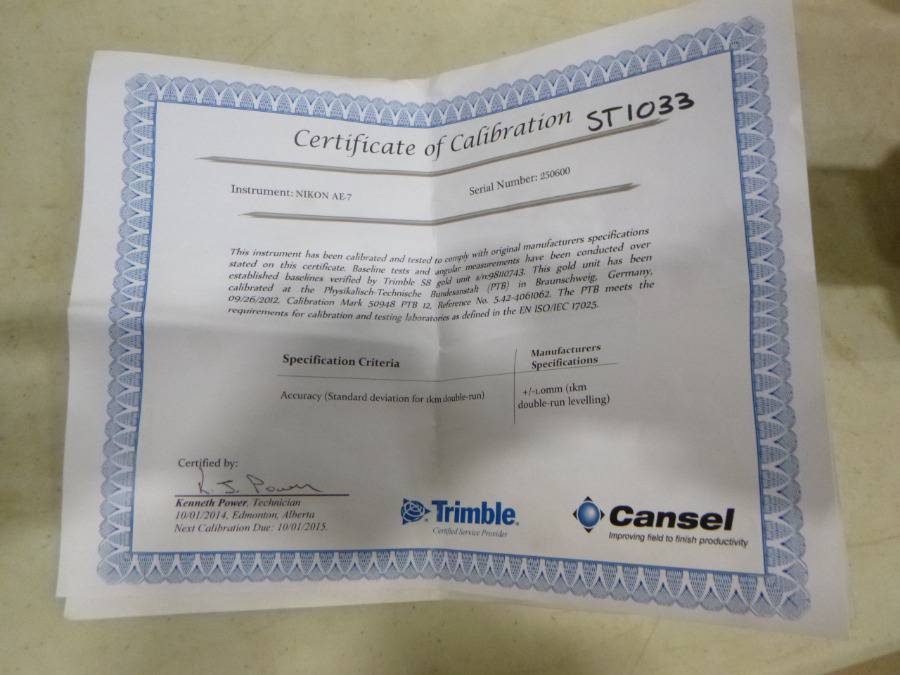 Certificate of Calibration ST1033
Instrument: NIKON AE-7 Serial Number: 250600
This instrument has been calibrated and tested to comply with original manufacturers specifications
stated on this certificate. Baseline tests and angular measurements have been conducted over
established baselines verified by Trimble S8 gold unit s/n98110743. This gold unit has been
calibrated at the Physikalisch-Technische Bundesanstalt (PTB) in Braunschweig, Germany,
09/26/2012. Calibration Mark 50948 PTB 12, Reference No. 5.42-4061062. The PTB meets the
requirements for calibration and testing laboratories as defined in the EN ISO/IEC 17025.
Specification Criteria Manufacturers
Specifications
Accuracy (Standard deviation for 1km double-run) +/-1.0mm (1km
double-run levelling)
Certified by:
K. J. Power
Kenneth Power, Technician
10/01/2014, Edmonton, Alberta
Next Calibration Due: 10/01/2015.
Trimble.
Certified Service Provider
Cansel
Improving field to finish productivity